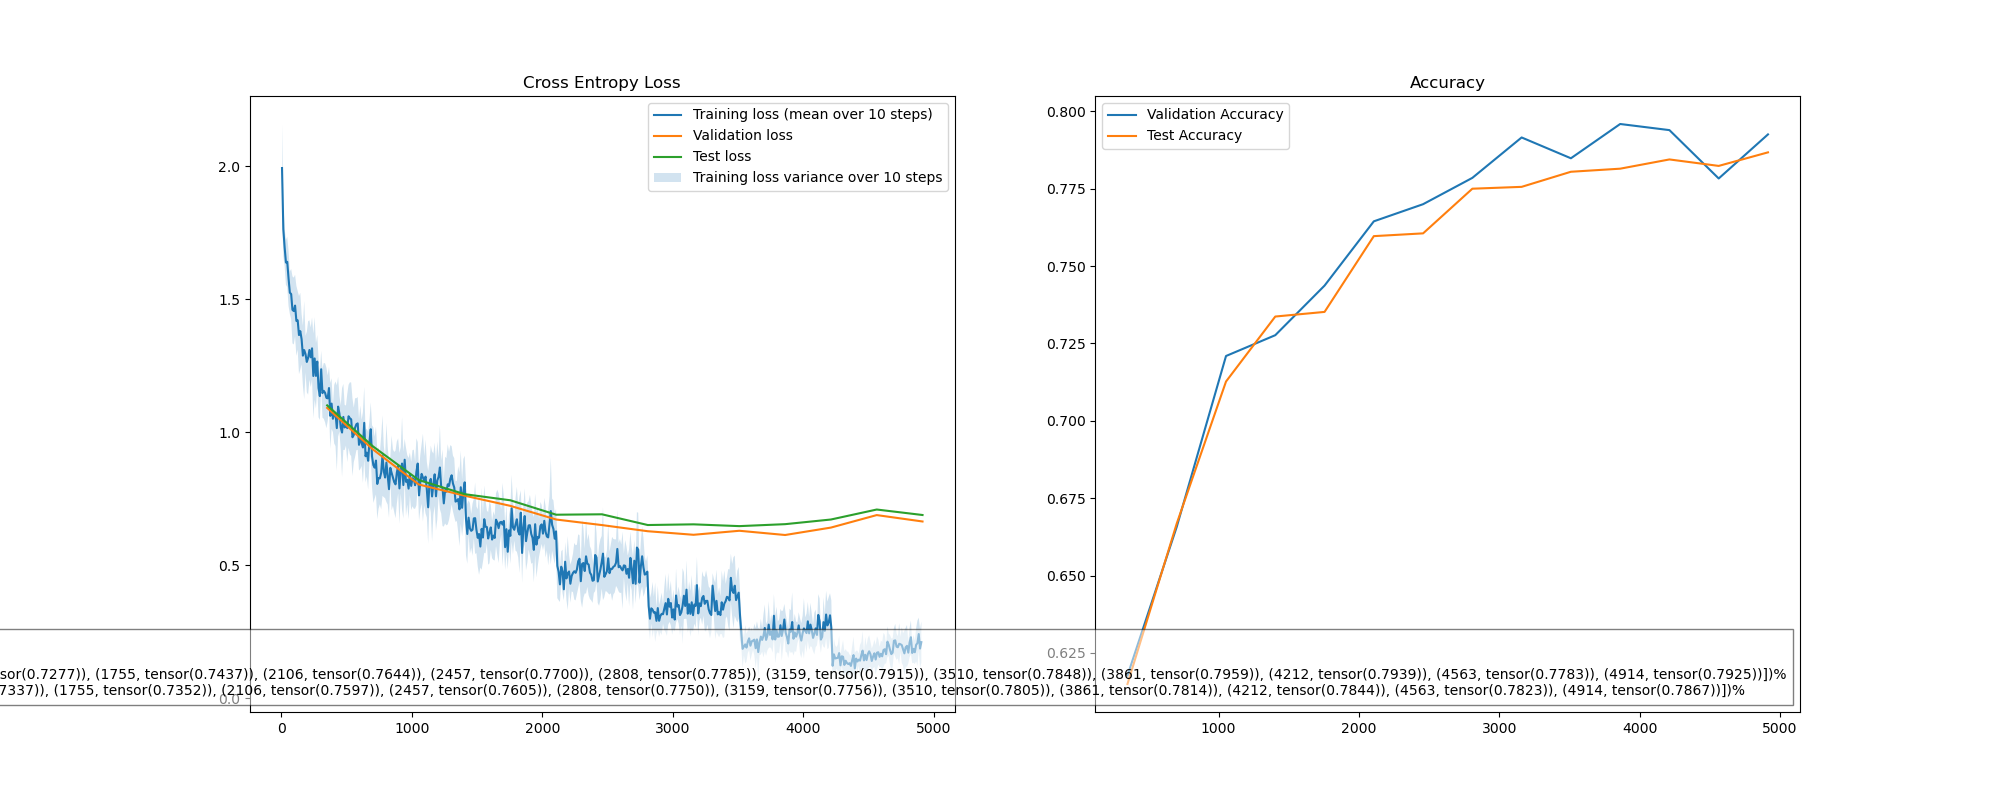 Cross Entropy Loss
Training loss (mean over 10 steps)
Validation loss
Test loss
Training loss variance over 10 steps
2.0
1.5
1.0
0.5
0.0
0
1000
2000
3000
4000
5000
Accuracy
Validation Accuracy
Test Accuracy
0.800
0.775
0.750
0.725
0.700
0.675
0.650
0.625
1000
2000
3000
4000
5000
sor(0.7277)), (1755, tensor(0.7437)), (2106, tensor(0.7644)), (2457, tensor(0.7700)), (2808, tensor(0.7785)), (3159, tensor(0.7915)), (3510, tensor(0.7848)), (3861, tensor(0.7959)), (4212, tensor(0.7939)), (4563, tensor(0.7783)), (4914, tensor(0.7925))])%
7337)), (1755, tensor(0.7352)), (2106, tensor(0.7597)), (2457, tensor(0.7605)), (2808, tensor(0.7750)), (3159, tensor(0.7756)), (3510, tensor(0.7805)), (3861, tensor(0.7814)), (4212, tensor(0.7844)), (4563, tensor(0.7823)), (4914, tensor(0.7867))])%